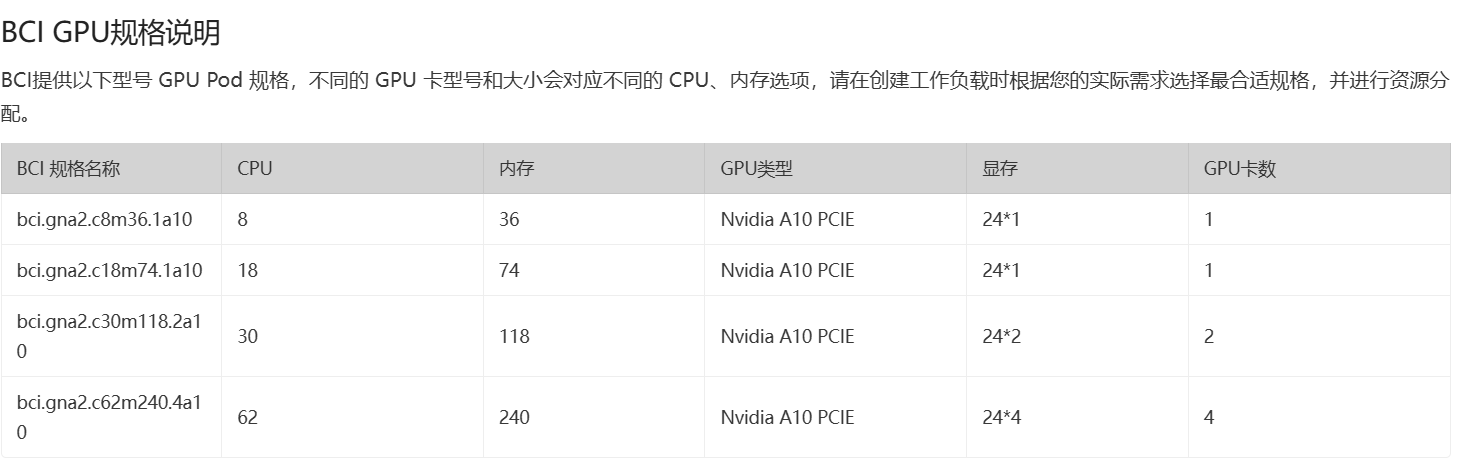 BCI GPU规格说明
BCI提供以下型号 GPU Pod 规格，不同的 GPU 卡型号和大小会对应不同的 CPU、内存选项，请在创建工作负载时根据您的实际需求选择最合适规格，并进行资源分
配。
BCI 规格名称 CPU 内存 GPU类型 显存 GPU卡数
bci.gna2.c8m36.1a10 8 36 Nvidia A10 PCIE 24*1 1
bci.gna2.c18m74.1a10 18 74 Nvidia A10 PCIE 24*1 1
bci.gna2.c30m118.2a1
0 30 118 Nvidia A10 PCIE 24*2 2
bci.gna2.c62m240.4a1
0 62 240 Nvidia A10 PCIE 24*4 4